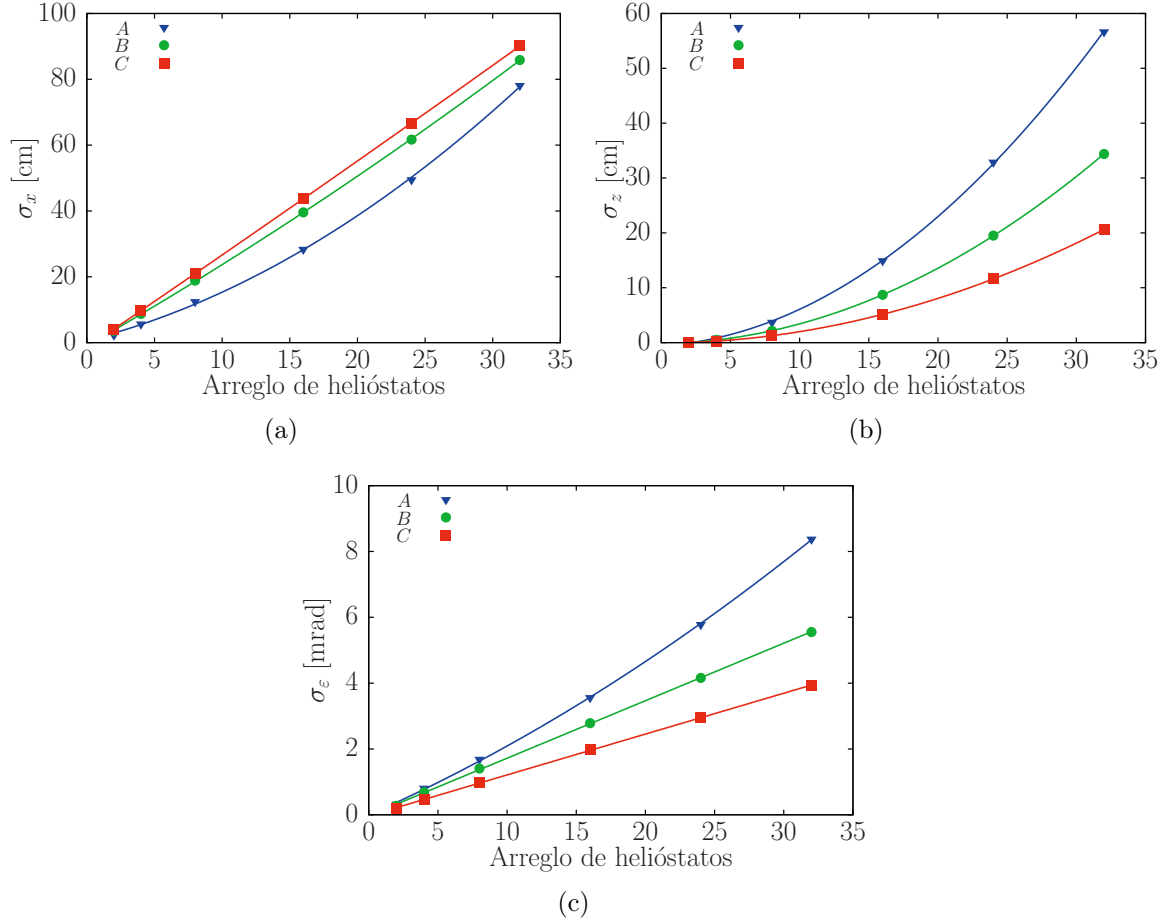 100
80
60
40
20
0
σx [cm]
A
B
C
0 5 10 15 20 25 30 35
Arreglo de helióstatos
(a)
60
50
40
30
20
10
0
σz [cm]
A
B
C
0 5 10 15 20 25 30 35
Arreglo de helióstatos
(b)
10
8
6
4
2
0
σε [mrad]
A
B
C
0 5 10 15 20 25 30 35
Arreglo de helióstatos
(c)